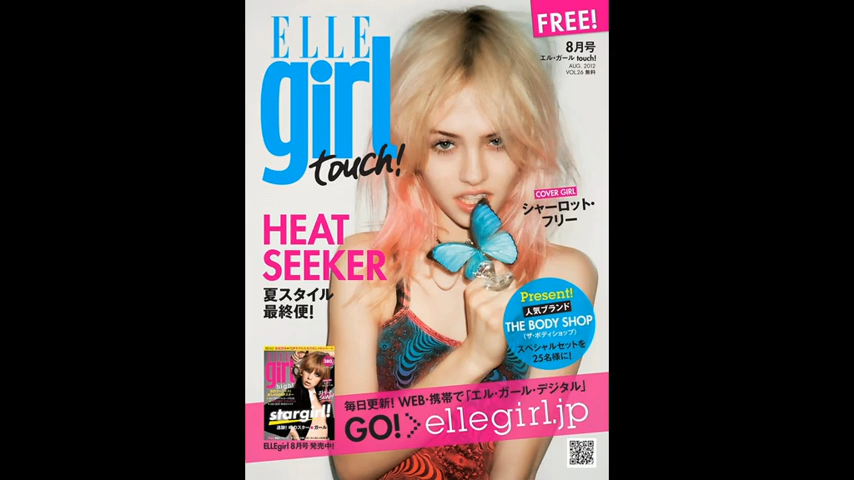 FREE!
8月号
エル・ガール touch!
AUG. 2012
VOL26 無料
ELLE
girl
touch!
COVER GIRL
シャーロット・
フリー
HEAT
SEEKER
夏スタイル
最終便!
Present!
人気ブランド
THE BODY SHOP
(ザ・ボディショップ)
スペシャルセットを
25名様に!
ELLE
girl
high!
stargirl!
ELLEgirl 8月号 発売中!
毎日更新! WEB・携帯で「エル・ガール・デジタル」
GO! ellegirl.jp